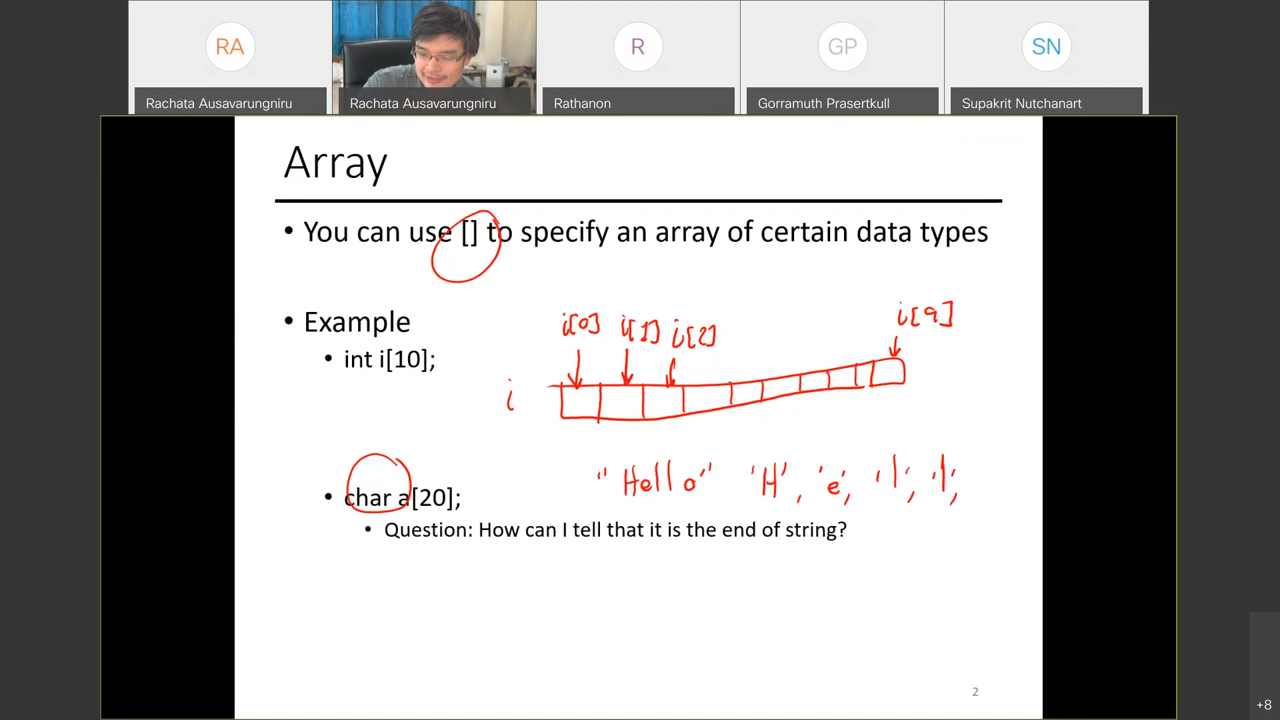 RA
R
GP
SN
Rachata Ausavarungniru
Rachata Ausavarungniru
Rathanon
Gorramuth Prasertkull
Supakrit Nutchanart
Array
• You can use [] to specify an array of certain data types
• Example
i[0] i[1] i[2] i[9]
• int i[10];
i
"Hello" 'H', 'e', 'l', 'l',
• char a[20];
• Question: How can I tell that it is the end of string?
2
+8